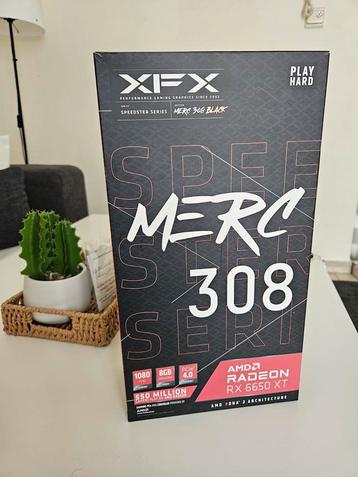 XFX
PERFORMANCE GAMING GRAPHICS SINCE 2002
PLAY
HARD
SPEEDSTER SERIES
MERC 308 BLACK
SPEE
STER
SERI
MERC
308
1080
8GB
PCIe
4.0
AMD
RADEON
RX 6650 XT
550 MILLION
AMD RDNA 2 ARCHITECTURE